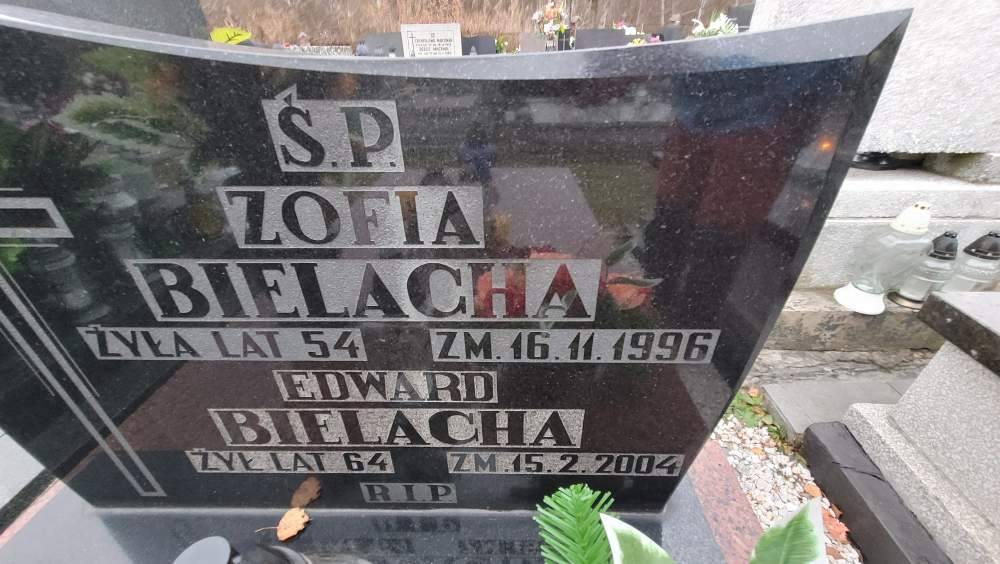 Ś.P.
ZOFIA
BIELACHA
ŻYŁA LAT 54 ZM.16.11.1996
EDWARD
BIELACHA
ŻYŁ LAT 64 ZM.15.2.2004
R.I.P